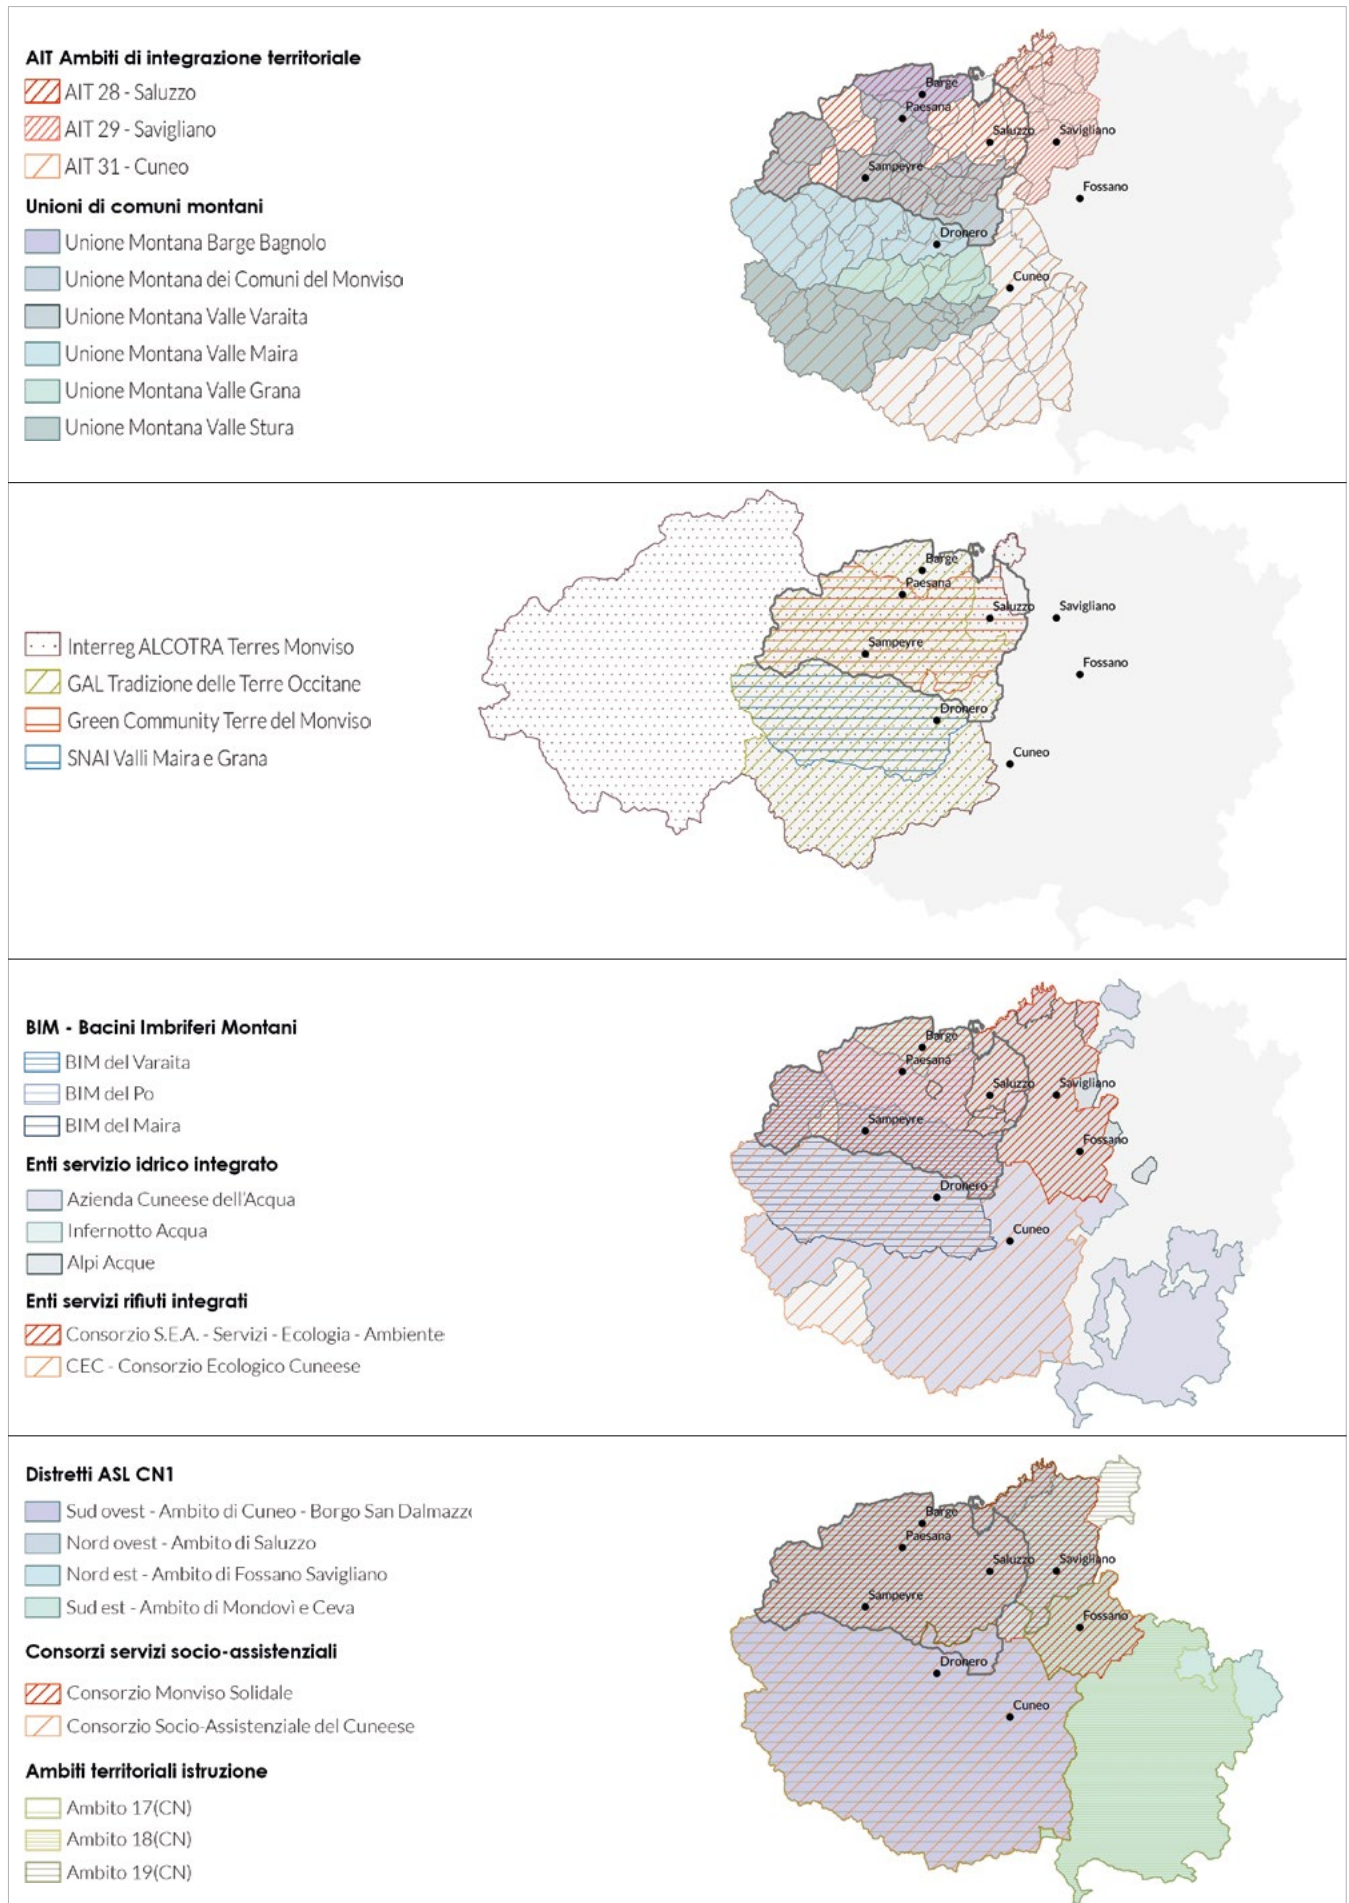 AIT Ambiti di integrazione territoriale
AIT 28 - Saluzzo
AIT 29 - Savigliano
AIT 31 - Cuneo
Unioni di comuni montani
Unione Montana Barge Bagnolo
Unione Montana dei Comuni del Monviso
Unione Montana Valle Varaita
Unione Montana Valle Maira
Unione Montana Valle Grana
Unione Montana Valle Stura
Barge
Paesana
Saluzzo
Savigliano
Sampeyre
Fossano
Dronero
Cuneo
Interreg ALCOTRA Terres Monviso
GAL Tradizione delle Terre Occitane
Green Community Terre del Monviso
SNAI Valli Maira e Grana
Barge
Paesana
Saluzzo
Savigliano
Sampeyre
Fossano
Dronero
Cuneo
BIM - Bacini Imbriferi Montani
BIM del Varaita
BIM del Po
BIM del Maira
Enti servizio idrico integrato
Azienda Cuneese dell'Acqua
Infernotto Acqua
Alpi Acque
Enti servizi rifiuti integrati
Consorzio S.E.A. - Servizi - Ecologia - Ambiente
CEC - Consorzio Ecologico Cuneese
Barge
Paesana
Saluzzo
Savigliano
Sampeyre
Fossano
Dronero
Cuneo
Distretti ASL CN1
Sud ovest - Ambito di Cuneo - Borgo San Dalmazzo
Nord ovest - Ambito di Saluzzo
Nord est - Ambito di Fossano Savigliano
Sud est - Ambito di Mondovì e Ceva
Consorzi servizi socio-assistenziali
Consorzio Monviso Solidale
Consorzio Socio-Assistenziale del Cuneese
Ambiti territoriali istruzione
Ambito 17(CN)
Ambito 18(CN)
Ambito 19(CN)
Barge
Paesana
Saluzzo
Savigliano
Sampeyre
Fossano
Dronero
Cuneo